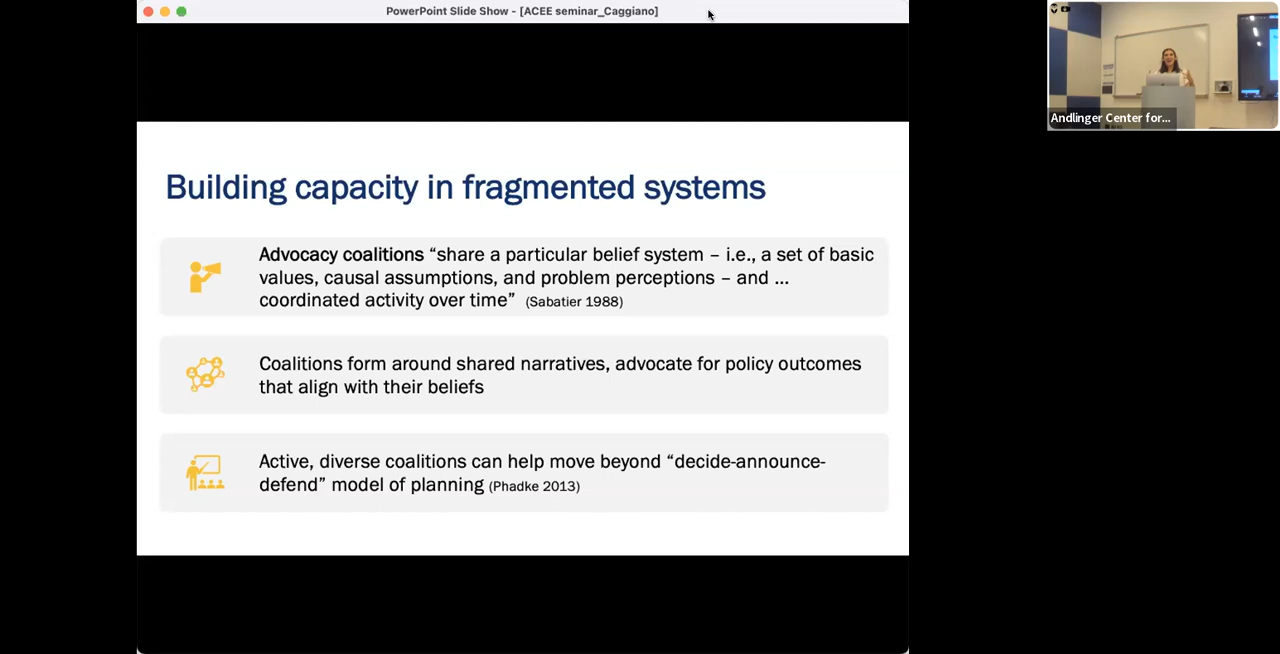 PowerPoint Slide Show - [ACEE seminar_Caggiano]
Building capacity in fragmented systems
Advocacy coalitions “share a particular belief system – i.e., a set of basic
values, causal assumptions, and problem perceptions – and ...
coordinated activity over time” (Sabatier 1988)
Coalitions form around shared narratives, advocate for policy outcomes
that align with their beliefs
Active, diverse coalitions can help move beyond “decide-announce-
defend” model of planning (Phadke 2013)
Andlinger Center for...